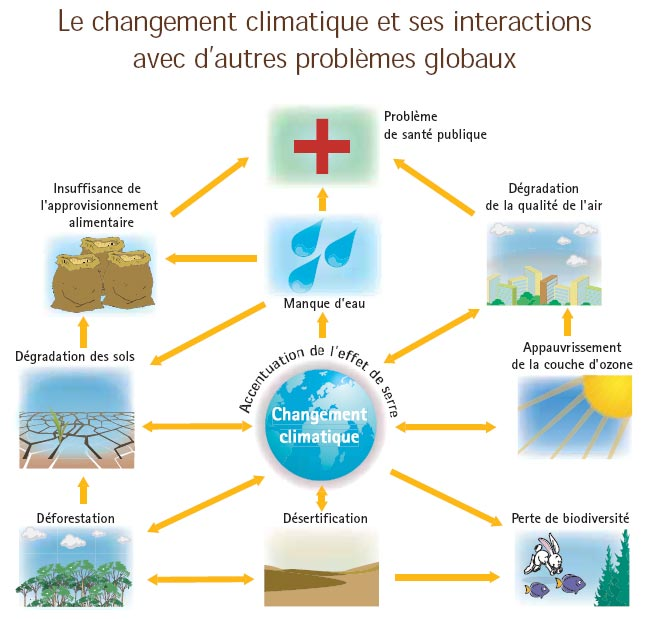 Le changement climatique et ses interactions
avec d'autres problèmes globaux
Problème
de santé publique
Insuffisance de
l'approvisionnement
alimentaire
Dégradation
de la qualité de l'air
Manque d'eau
Dégradation des sols
Accentuation de l'effet de serre
Appauvrissement
de la couche d'ozone
Changement
climatique
Déforestation
Désertification
Perte de biodiversité